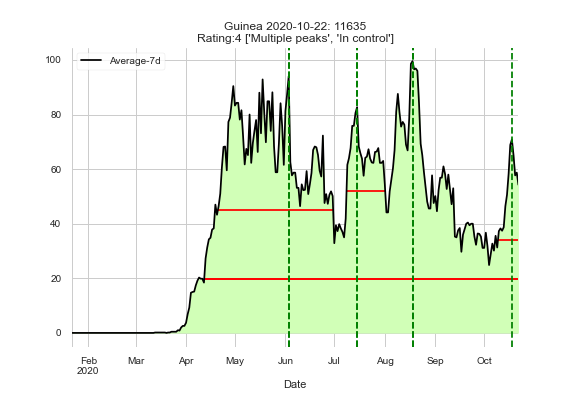 Guinea 2020-10-22: 11635
Rating:4 ['Multiple peaks', 'In control']
Average-7d
100
80
60
40
20
0
Feb Mar Apr May Jun Jul Aug Sep Oct
2020
Date